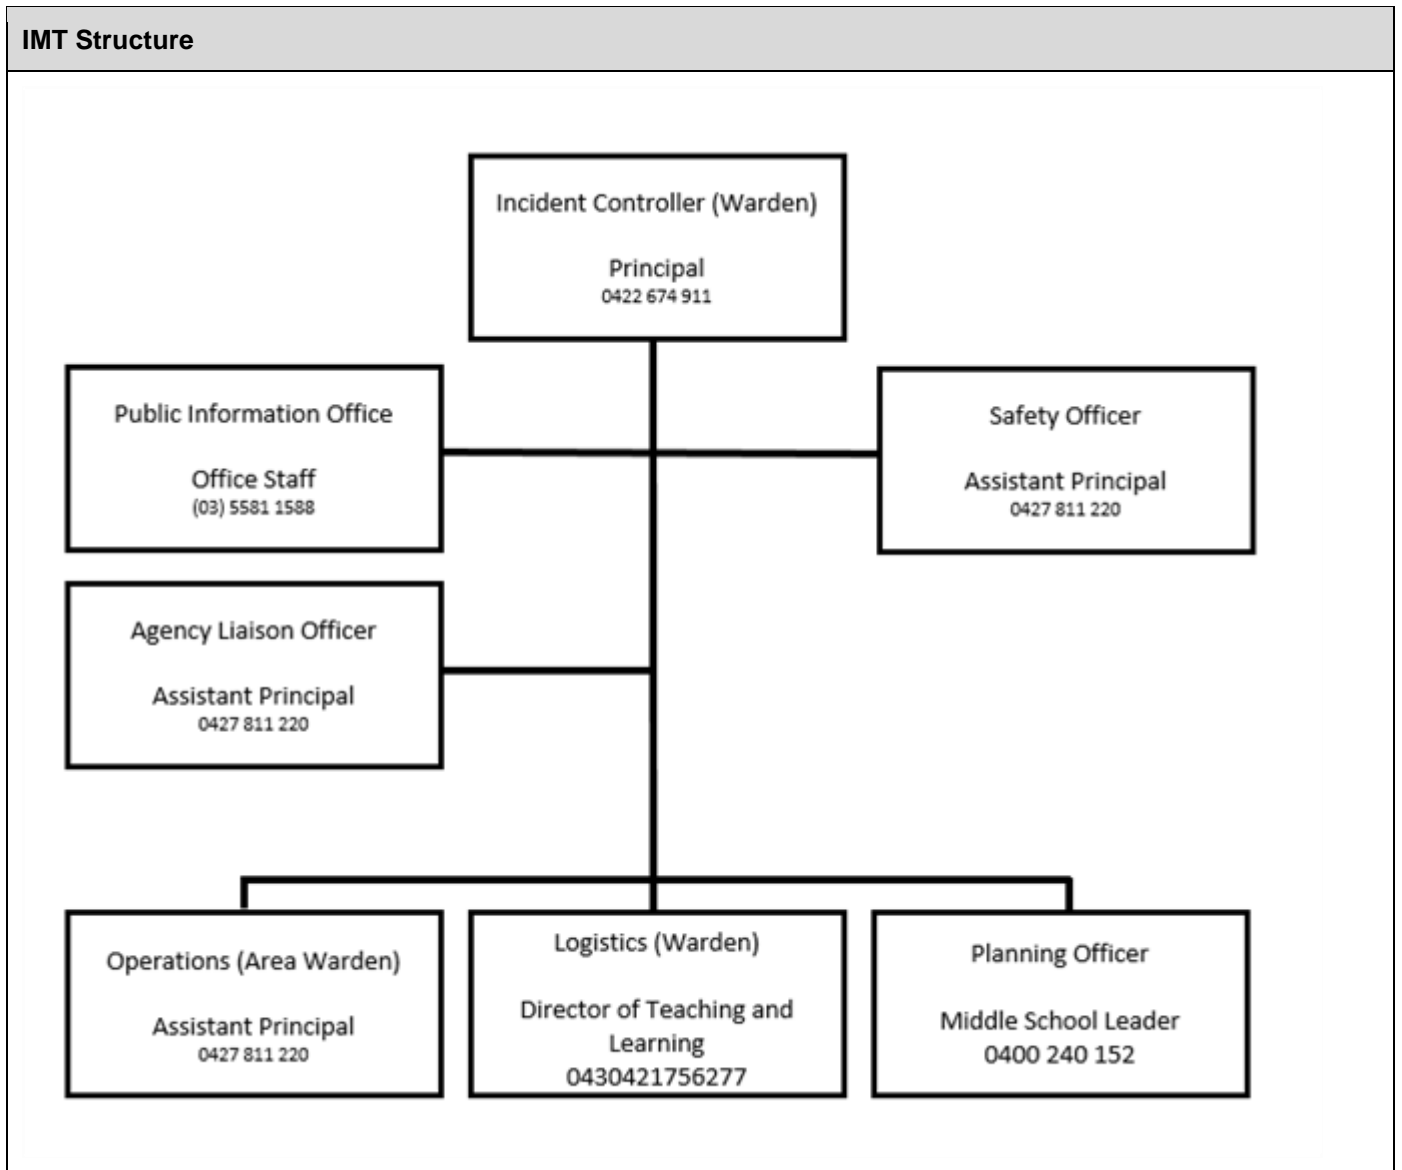 IMT Structure
Incident Controller (Warden)
Principal
0422 674 911
Public Information Office
Office Staff
(03) 5581 1588
Safety Officer
Assistant Principal
0427 811 220
Agency Liaison Officer
Assistant Principal
0427 811 220
Operations (Area Warden)
Assistant Principal
0427 811 220
Logistics (Warden)
Director of Teaching and
Learning
0430421756277
Planning Officer
Middle School Leader
0400 240 152